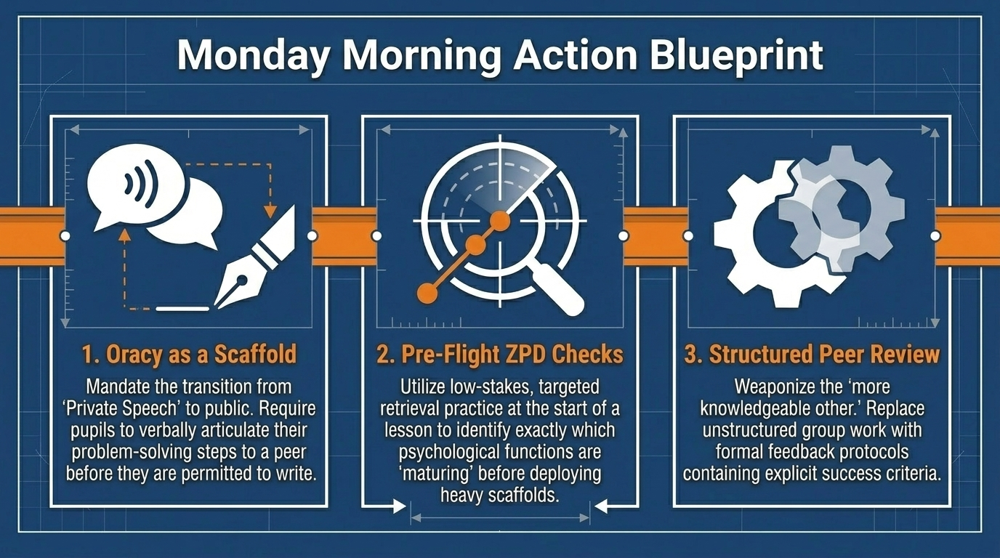 Monday Morning Action Blueprint
1. Oracy as a Scaffold
Mandate the transition from
‘Private Speech’ to public. Require
pupils to verbally articulate their
problem-solving steps to a peer
before they are permitted to write.
2. Pre-Flight ZPD Checks
Utilize low-stakes, targeted
retrieval practice at the start of a
lesson to identify exactly which
psychological functions are
‘maturing’ before deploying
heavy scaffolds.
3. Structured Peer Review
Weaponize the ‘more
knowledgeable other.’ Replace
unstructured group work with
formal feedback protocols
containing explicit success criteria.